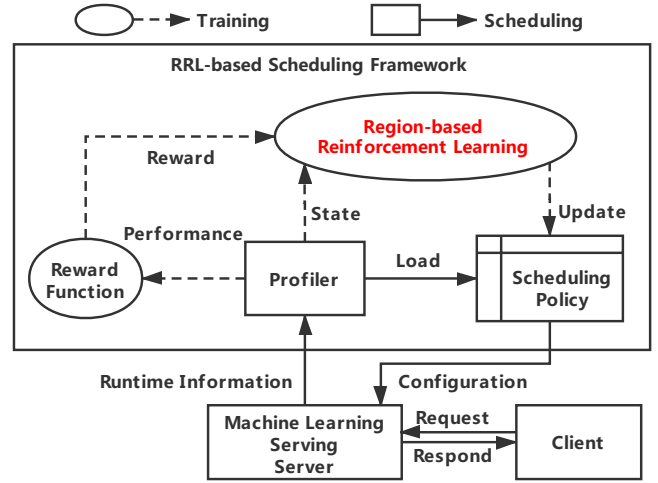 Training
Scheduling
RRL-based Scheduling Framework
Region-based
Reinforcement Learning
Reward
State
Update
Performance
Reward
Function
Profiler
Load
Scheduling
Policy
Runtime Information
Configuration
Machine Learning
Serving
Server
Request
Respond
Client